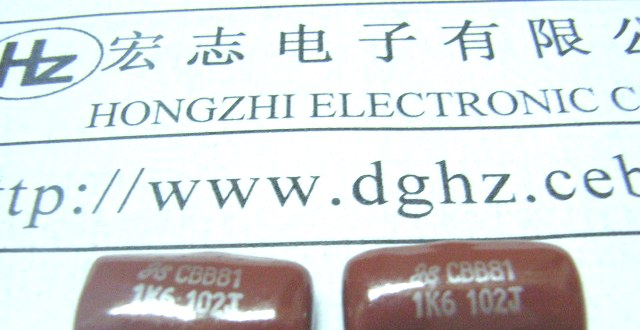 Hz 宏志电子有限公
HONGZHI ELECTRONIC C
ttp://www.dghz.ceb
CBB81
1K6 102J
CBB81
1K6 102J